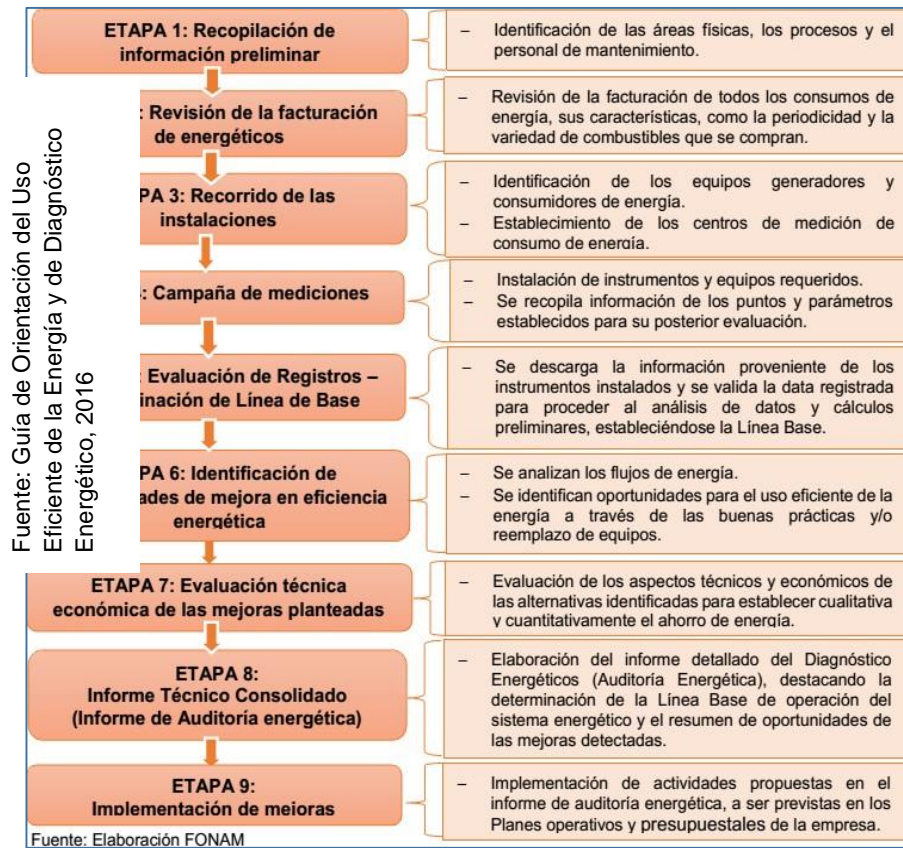 ETAPA 1: Recopilación de
información preliminar
– Identificación de las áreas físicas, los procesos y el
personal de mantenimiento.
Fuente: Guía de Orientación del Uso
Eficiente de la Energía y de Diagnóstico
Energético, 2016
: Revisión de la facturación
de energéticos
– Revisión de la facturación de todos los consumos de
energía, sus características, como la periodicidad y la
variedad de combustibles que se compran.
PA 3: Recorrido de las
instalaciones
– Identificación de los equipos generadores y
consumidores de energía.
– Establecimiento de los centros de medición de
consumo de energía.
: Campaña de mediciones
– Instalación de instrumentos y equipos requeridos.
– Se recopila información de los puntos y parámetros
establecidos para su posterior evaluación.
: Evaluación de Registros –
inación de Línea de Base
– Se descarga la información proveniente de los
instrumentos instalados y se valida la data registrada
para proceder al análisis de datos y cálculos
preliminares, estableciéndose la Línea Base.
PA 6: Identificación de
ades de mejora en eficiencia
energética
– Se analizan los flujos de energía.
– Se identifican oportunidades para el uso eficiente de la
energía a través de las buenas prácticas y/o
reemplazo de equipos.
ETAPA 7: Evaluación técnica
económica de las mejoras planteadas
– Evaluación de los aspectos técnicos y económicos de
las alternativas identificadas para establecer cualitativa
y cuantitativamente el ahorro de energía.
ETAPA 8:
Informe Técnico Consolidado
(Informe de Auditoría energética)
– Elaboración del informe detallado del Diagnóstico
Energéticos (Auditoría Energética), destacando la
determinación de la Línea Base de operación del
sistema energético y el resumen de oportunidades de
las mejoras detectadas.
ETAPA 9:
Implementación de mejoras
– Implementación de actividades propuestas en el
informe de auditoría energética, a ser previstas en los
Planes operativos y presupuestales de la empresa.
Fuente: Elaboración FONAM